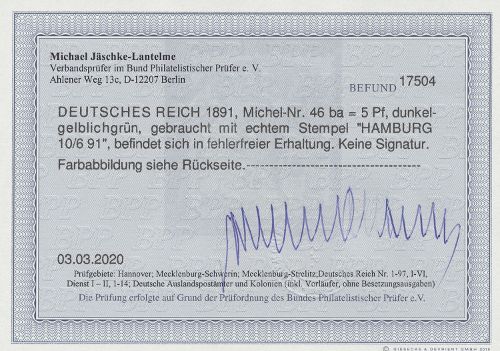 Michael Jäschke-Lantelme
Verbandsprüfer im Bund Philatelistischer Prüfer e. V.
Ahlener Weg 13c, D-12207 Berlin
BEFUND 17504
DEUTSCHES REICH 1891, Michel-Nr. 46 ba = 5 Pf, dunkel-
gelblichgrün, gebraucht mit echtem Stempel "HAMBURG
10/6 91", befindet sich in fehlerfreier Erhaltung. Keine Signatur.
Farbabbildung siehe Rückseite.
03.03.2020
Prüfgebiete: Hannover; Mecklenburg-Schwerin; Mecklenburg-Strelitz;Deutsches Reich Nr. 1-97, I-VI,
Dienst I – II, 1-14; Deutsche Auslandspostämter und Kolonien (inkl. Vorläufer, ohne Besetzungsausgaben)
Die Prüfung erfolgte auf Grund der Prüfordnung des Bundes Philatelistischer Prüfer e. V.